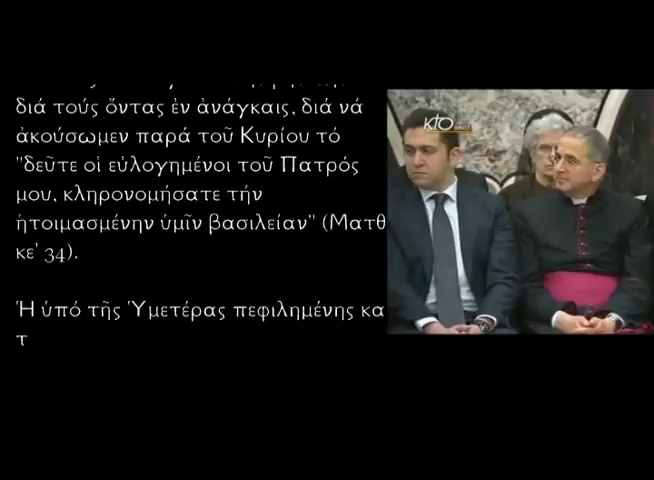 διά τούς ὄντας ἐν ἀνάγκαις, διά νά
ἀκούσωμεν παρά τοῦ Κυρίου τό
"δεῦτε οἱ εὐλογημένοι τοῦ Πατρός
μου, κληρονομήσατε τήν
ἡτοιμασμένην ὑμῖν βασιλείαν" (Ματθ
κε' 34).
Ἡ ὑπό τῆς Ὑμετέρας πεφιλημένης κα
τ
KTO